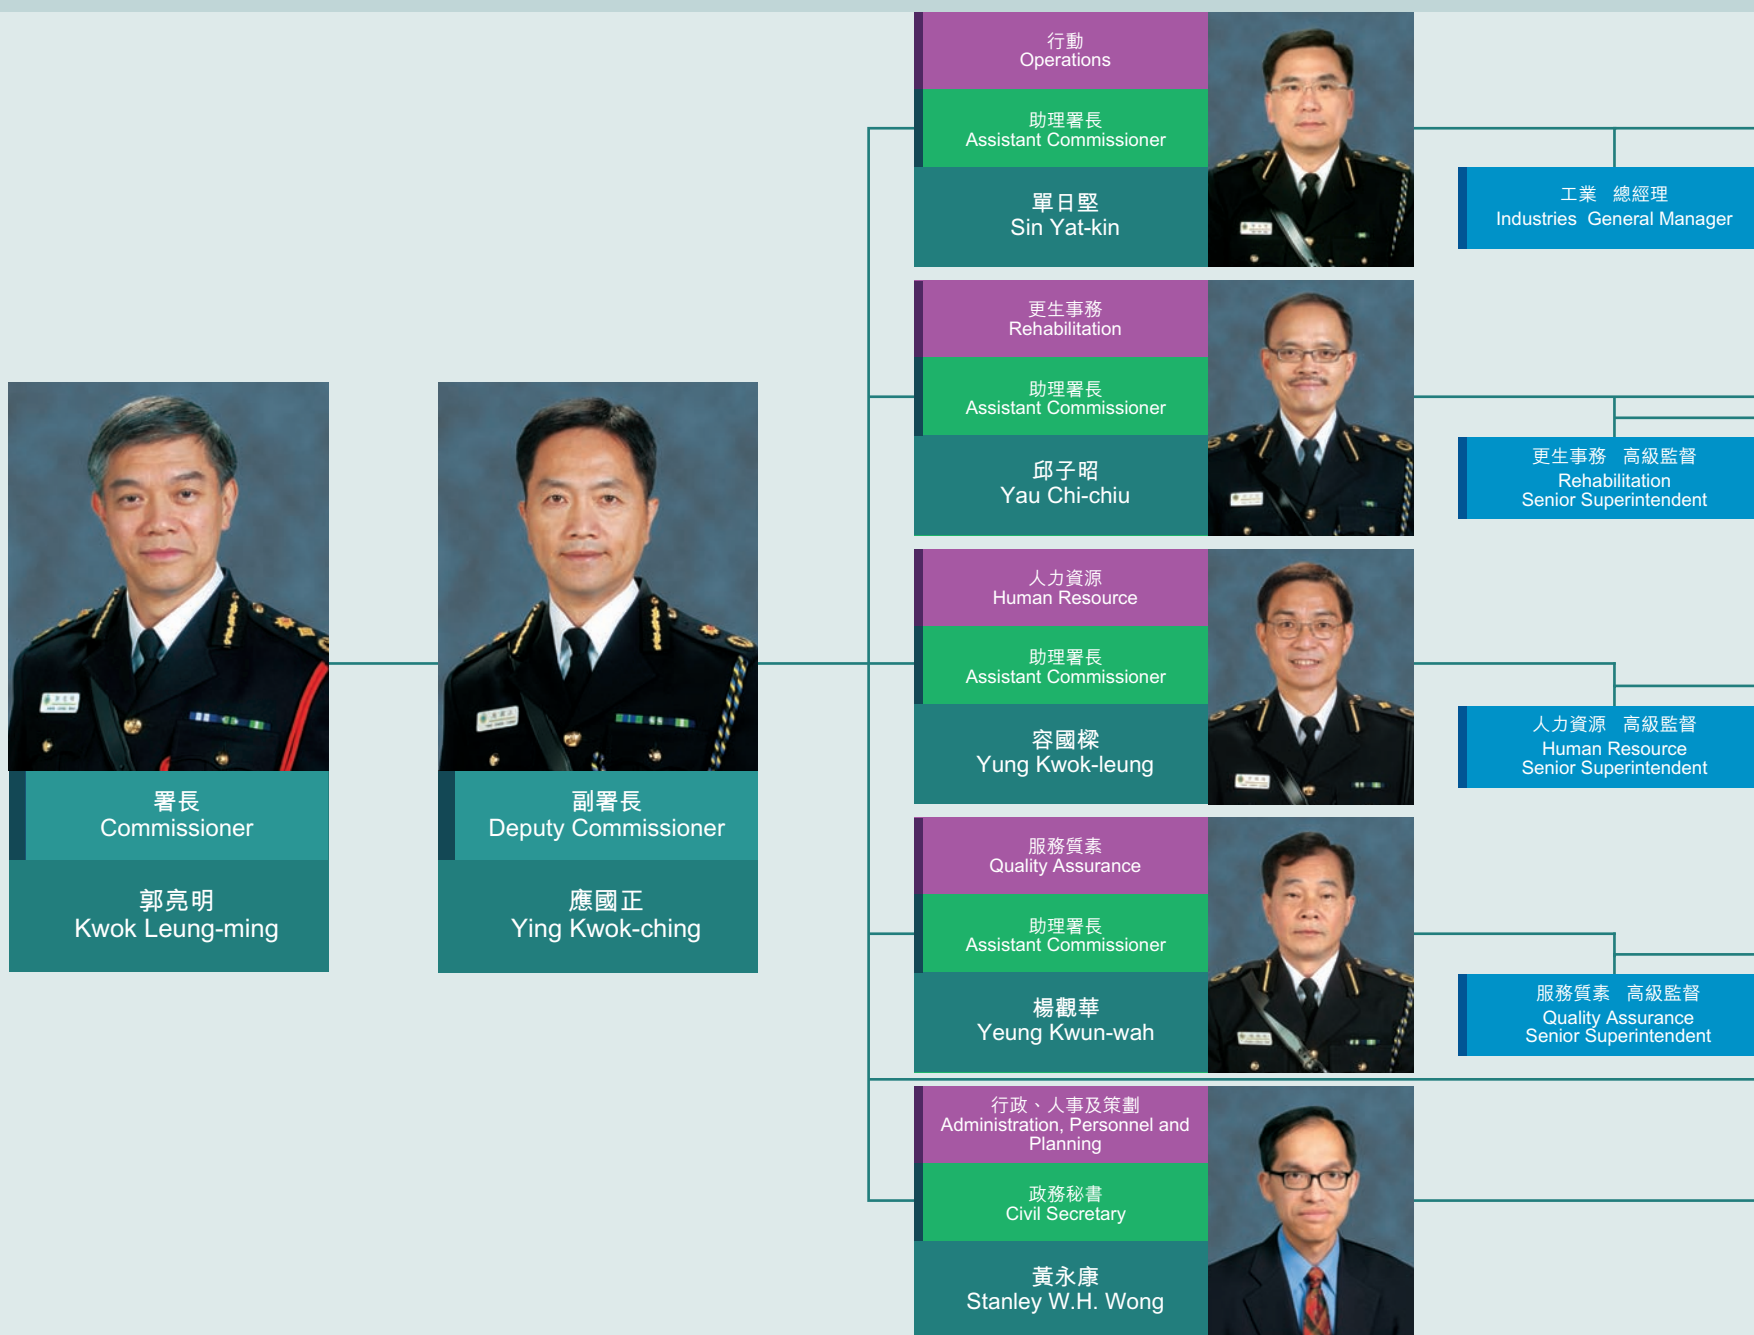 署長
Commissioner
郭亮明
Kwok Leung-ming
副署長
Deputy Commissioner
應國正
Ying Kwok-ching
行動
Operations
助理署長
Assistant Commissioner
單日堅
Sin Yat-kin
工業 總經理
Industries General Manager
更生事務
Rehabilitation
助理署長
Assistant Commissioner
邱子昭
Yau Chi-chiu
更生事務 高級監督
Rehabilitation
Senior Superintendent
人力資源
Human Resource
助理署長
Assistant Commissioner
容國樑
Yung Kwok-leung
人力資源 高級監督
Human Resource
Senior Superintendent
服務質素
Quality Assurance
助理署長
Assistant Commissioner
楊觀華
Yeung Kwun-wah
服務質素 高級監督
Quality Assurance
Senior Superintendent
行政、人事及策劃
Administration, Personnel and
Planning
政務秘書
Civil Secretary
黃永康
Stanley W.H. Wong